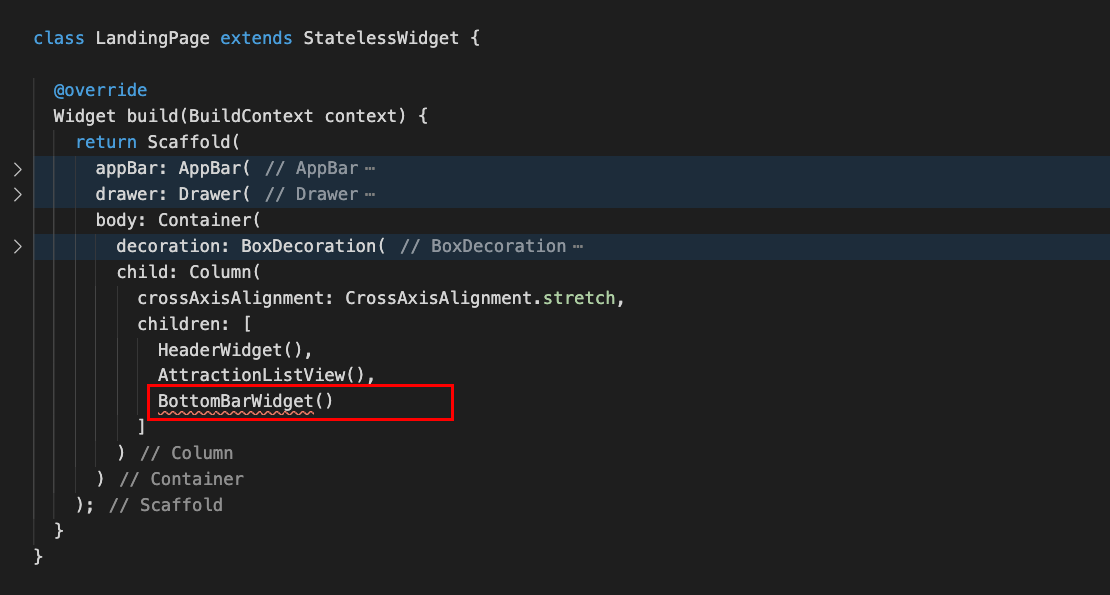 class LandingPage extends StatelessWidget {
@override
Widget build(BuildContext context) {
return Scaffold(
appBar: AppBar( // AppBar ⋯
drawer: Drawer( // Drawer ⋯
body: Container(
decoration: BoxDecoration( // BoxDecoration ⋯
child: Column(
crossAxisAlignment: CrossAxisAlignment.stretch,
children: [
HeaderWidget(),
AttractionListView(),
BottomBarWidget()
]
) // Column
) // Container
); // Scaffold
}
}